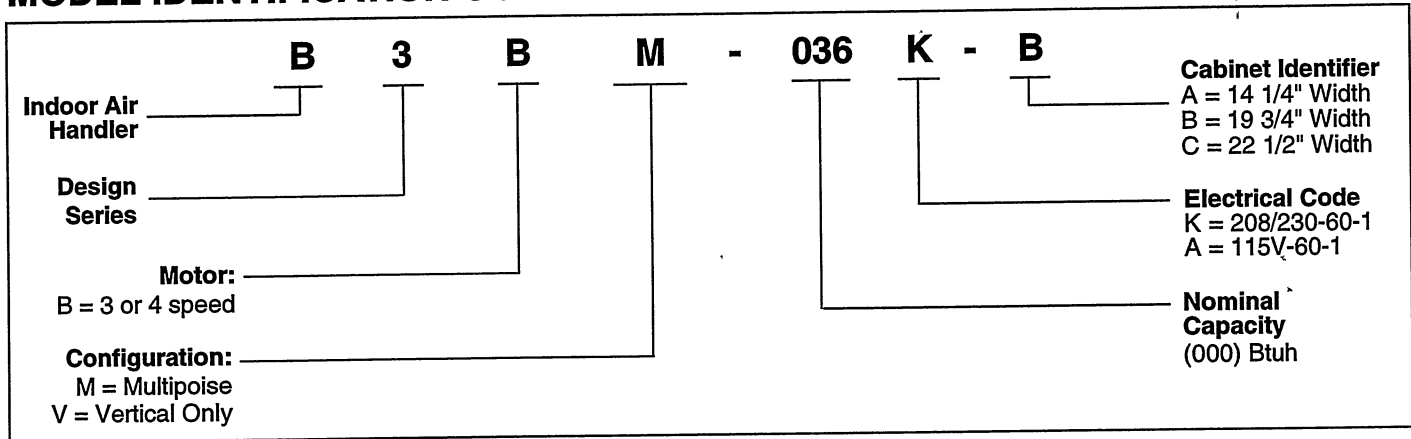 B 3 B M - 036 K - B
Indoor Air
Handler
Design
Series
Motor:
B = 3 or 4 speed
Configuration:
M = Multipoise
V = Vertical Only
Cabinet Identifier
A = 14 1/4" Width
B = 19 3/4" Width
C = 22 1/2" Width
Electrical Code
K = 208/230-60-1
A = 115V-60-1
Nominal
Capacity
(000) Btuh